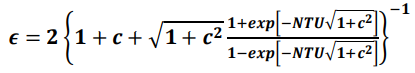 ϵ = 2 {1 + c + √1 + c² 1+exp[−NTU√1+c²] / 1−exp[−NTU√1+c²]}⁻¹